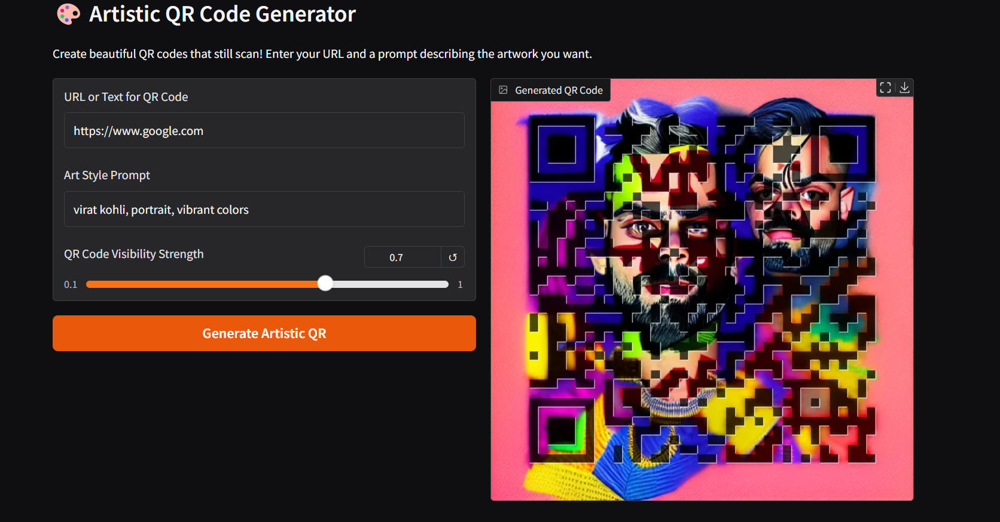 Artistic QR Code Generator
Create beautiful QR codes that still scan! Enter your URL and a prompt describing the artwork you want.
URL or Text for QR Code
https://www.google.com
Art Style Prompt
virat kohli, portrait, vibrant colors
QR Code Visibility Strength
0.7
0.1
1
Generate Artistic QR
Generated QR Code